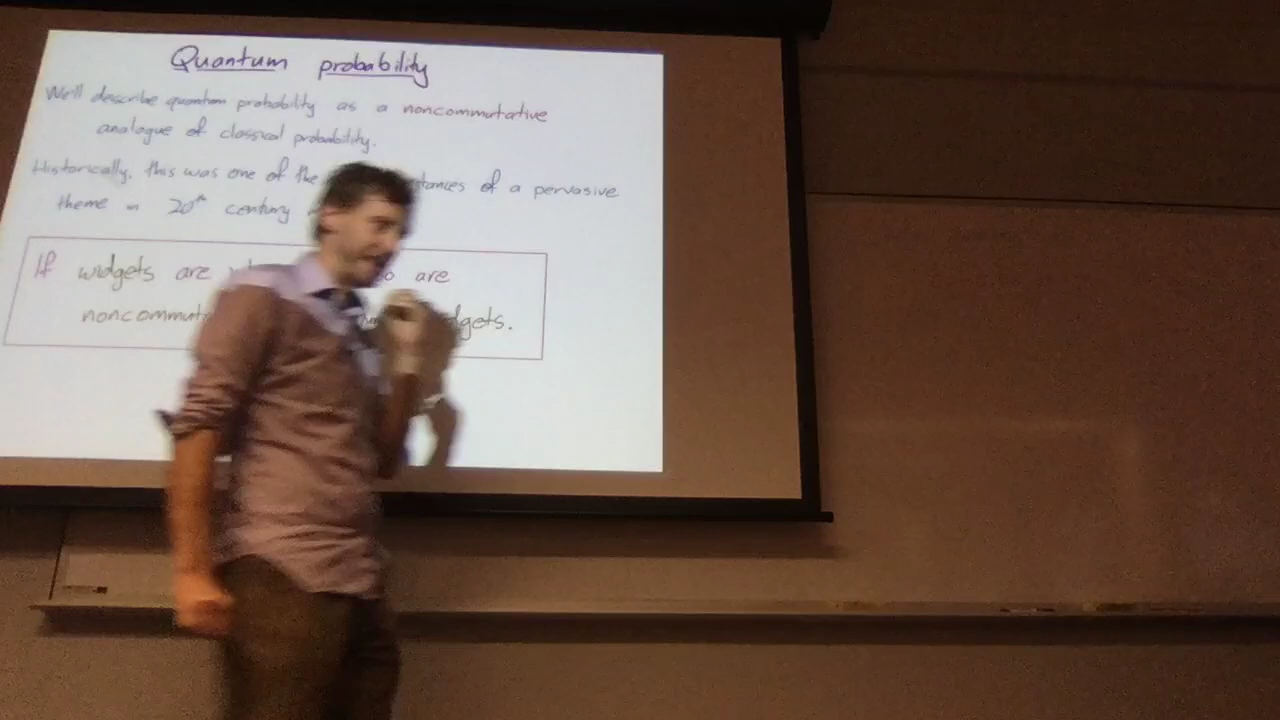 Quantum probability
We'll describe quantum probability as a noncommutative
analogue of classical probability.
Historically, this was one of the of a pervasive
theme in 20th century
If widgets are are